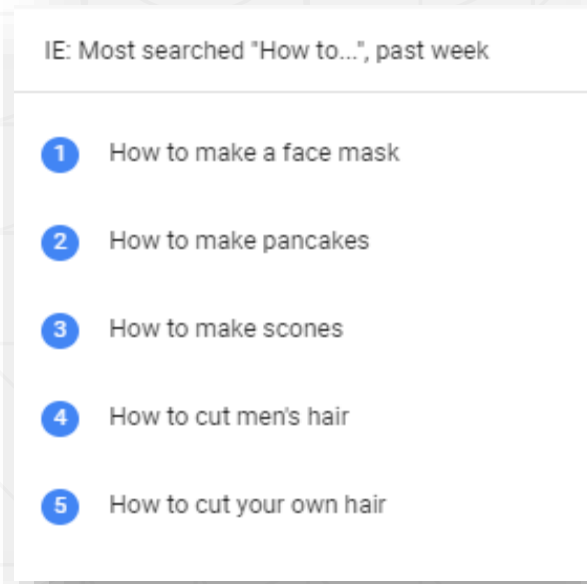 IE: Most searched "How to...", past week
1 How to make a face mask
2 How to make pancakes
3 How to make scones
4 How to cut men's hair
5 How to cut your own hair